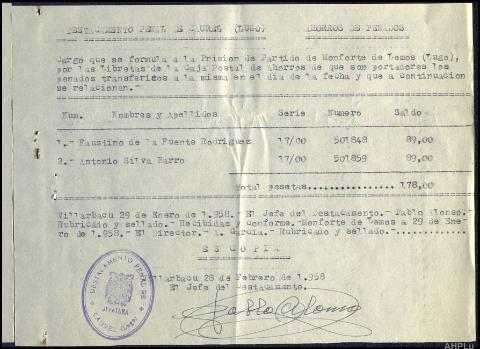 DESTACAMENTO PENAL DE CAUREL (LUGO) AHORROS DE PENADOS
Cargo que se formula a la Prision de Partido de Monforte de Lemos (Lugo),
por las Libretas de la Caja Postal de Ahorros de que son portadores los
penados transferidos a la misma en el dia de la fecha y que a continuacion
se relacionan.-
Num. Nombres y Apellidos Serie Numero Saldo
1.- Faustino de la Fuente Rodriguez 17/00 501848 89,00
2.- Antonio Silva Barro 17/00 501859 89,00
Total pesetas............... 178,00
Villarbacu 29 de Enero de 1.958.- El Jefe del Destacamento.- Pablo Alonso.-
Rubricado y sellado.- Recibidas y conforme.-Monforte de Lemos a 29 de Ene-
ro de 1.958.- El Director.- A. Garcia.- Rubricado y sellado.-...........
ES COPIA
Villarbacu 28 de Febrero de 1.958
El Jefe del Destacamento.
DESTACAMENTO PENAL DE
CAUREL (Lugo)
Pablo Alonso
AHPLu